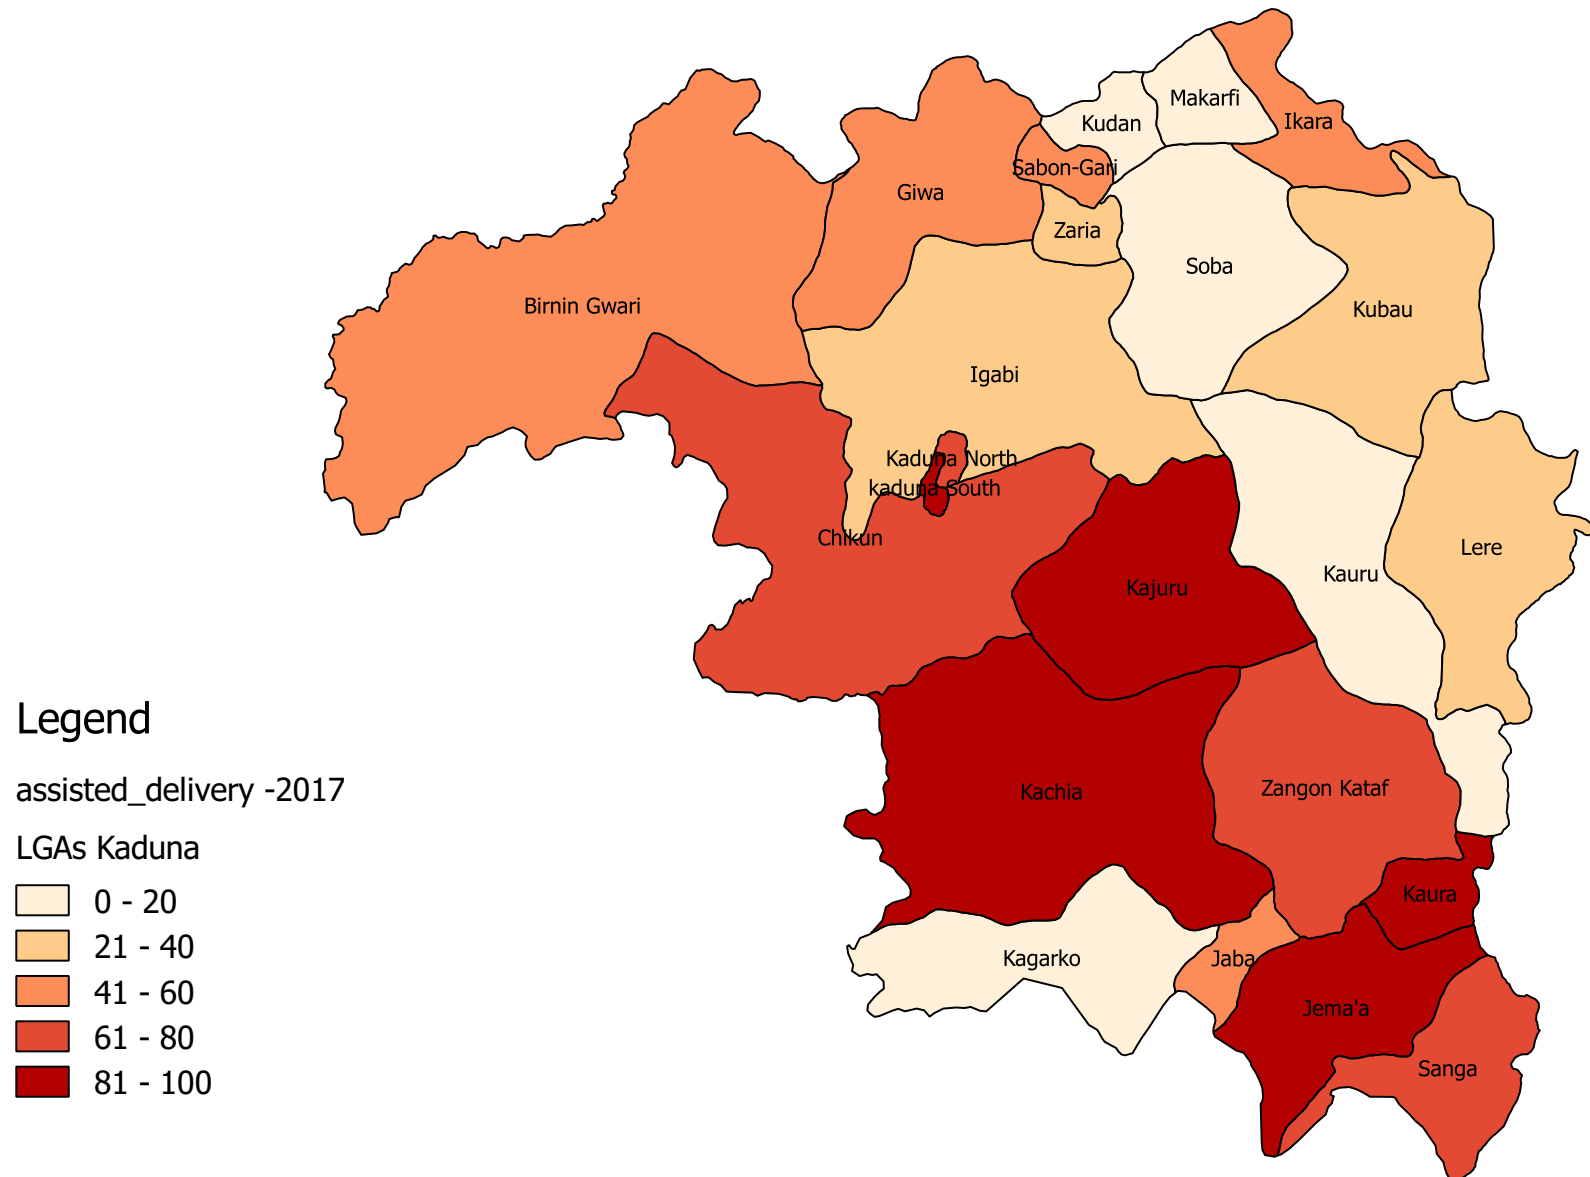 Makarfi
Ikara
Kudan
Sabon-Gari
Giwa
Zaria
Soba
Birnin Gwari
Kubau
Igabi
Kaduna North
kaduna South
Chikun
Lere
Kauru
Kajuru
Legend
assisted_delivery -2017
LGAs Kaduna
0 - 20
21 - 40
41 - 60
61 - 80
81 - 100
Zangon Kataf
Kachia
Kaura
Kagarko
Jaba
Jema'a
Sanga